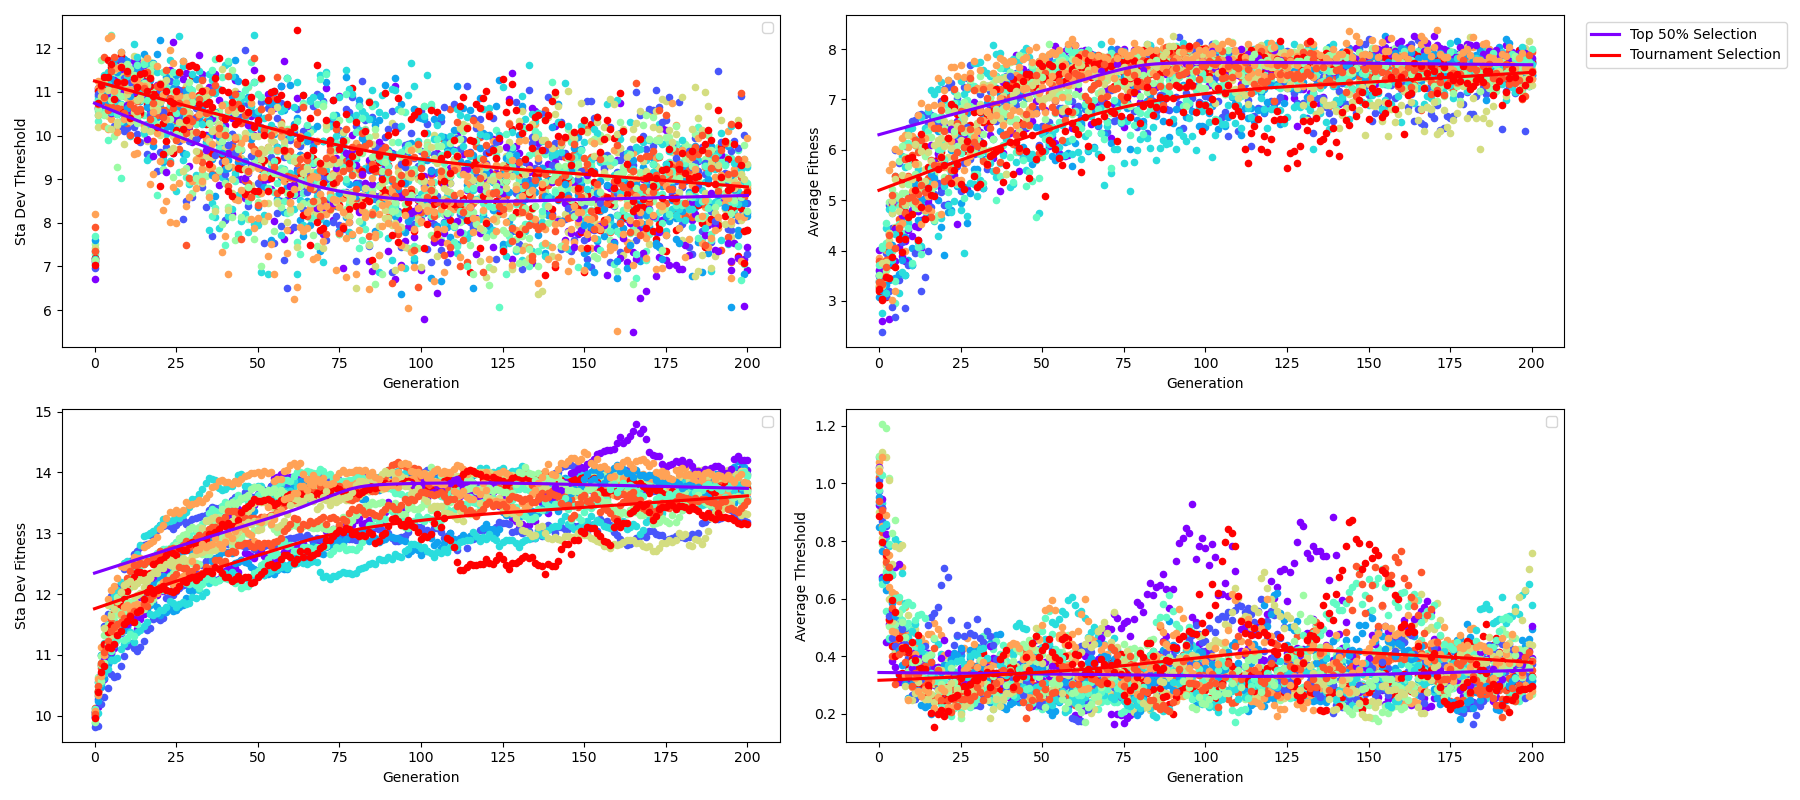 12
11
10
9
8
7
6
Sta Dev Threshold
0 25 50 75 100 125 150 175 200
Generation
8
7
6
5
4
3
Average Fitness
0 25 50 75 100 125 150 175 200
Generation
Top 50% Selection
Tournament Selection
15
14
13
12
11
10
Sta Dev Fitness
0 25 50 75 100 125 150 175 200
Generation
1.2
1.0
0.8
0.6
0.4
0.2
Average Threshold
0 25 50 75 100 125 150 175 200
Generation